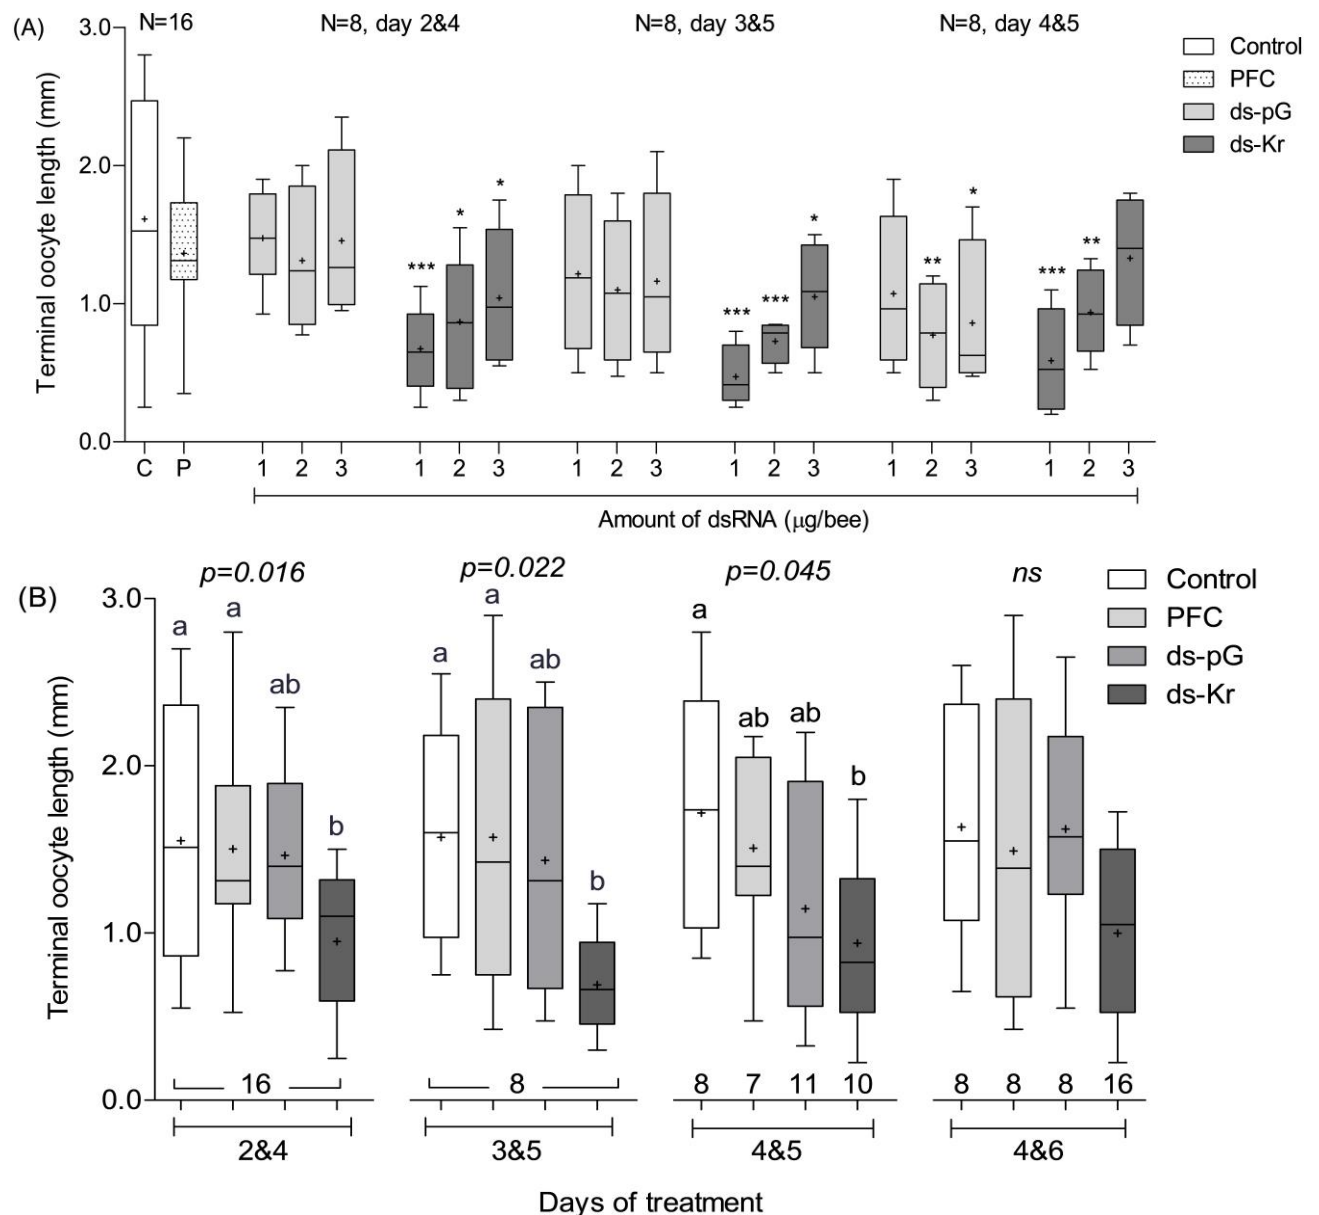 (A)
N=16 N=8, day 2&4 N=8, day 3&5 N=8, day 4&5
Control
PFC
ds-pG
ds-Kr
Terminal oocyte length (mm)
3.0
2.0
1.0
0.0
*** * * *** *** * ** * *** **
C P 1 2 3 1 2 3 1 2 3 1 2 3 1 2 3 1 2 3
Amount of dsRNA (μg/bee)
(B)
p=0.016 p=0.022 p=0.045 ns
Control
PFC
ds-pG
ds-Kr
Terminal oocyte length (mm)
3.0
2.0
1.0
0.0
a a ab b a a ab b a ab ab b
16 8 8 7 11 10 8 8 8 16
2&4 3&5 4&5 4&6
Days of treatment